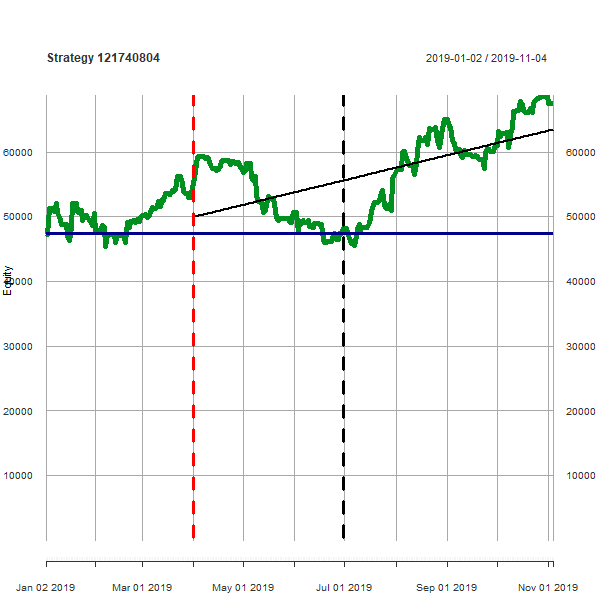 Strategy 121740804
2019-01-02 / 2019-11-04
60000
60000
50000
50000
Equity
40000
40000
30000
30000
20000
20000
10000
10000
Jan 02 2019
Mar 01 2019
May 01 2019
Jul 01 2019
Sep 01 2019
Nov 01 2019